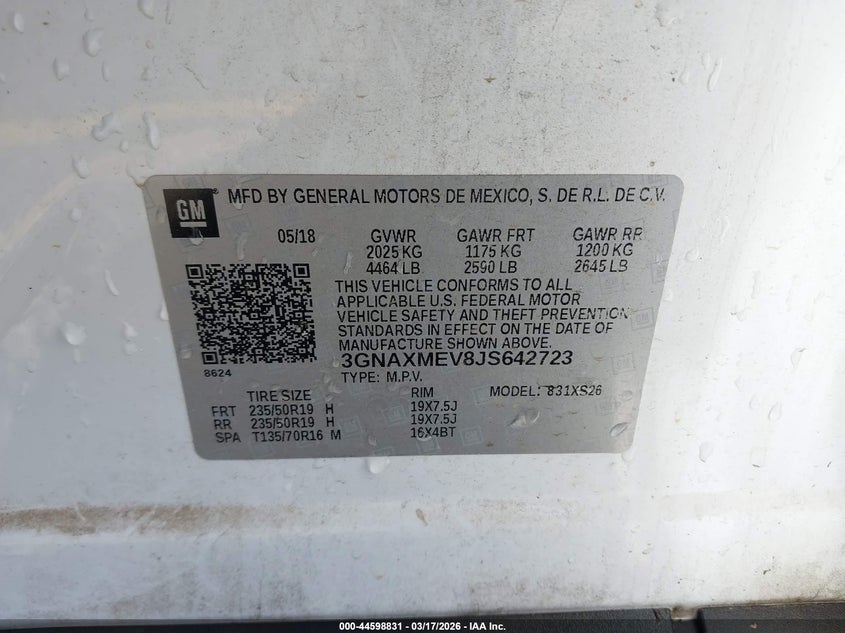 GM
MFD BY GENERAL MOTORS DE MEXICO, S. DE R.L. DE C.V.
05/18 GVWR GAWR FRT GAWR RR
2025 KG 1175 KG 1200 KG
4464 LB 2590 LB 2645 LB
THIS VEHICLE CONFORMS TO ALL
APPLICABLE U.S. FEDERAL MOTOR
VEHICLE SAFETY AND THEFT PREVENTION
STANDARDS IN EFFECT ON THE DATE OF
MANUFACTURE SHOWN ABOVE.
3GNAXMEV8JS642723
8624
TYPE: M.P.V.
TIRE SIZE RIM MODEL: 831XS26
FRT 235/50R19 H 19X7.5J
RR 235/50R19 H 19X7.5J
SPA T135/70R16 M 16X4BT
000-44598831 - 03/17/2026 - IAA Inc.